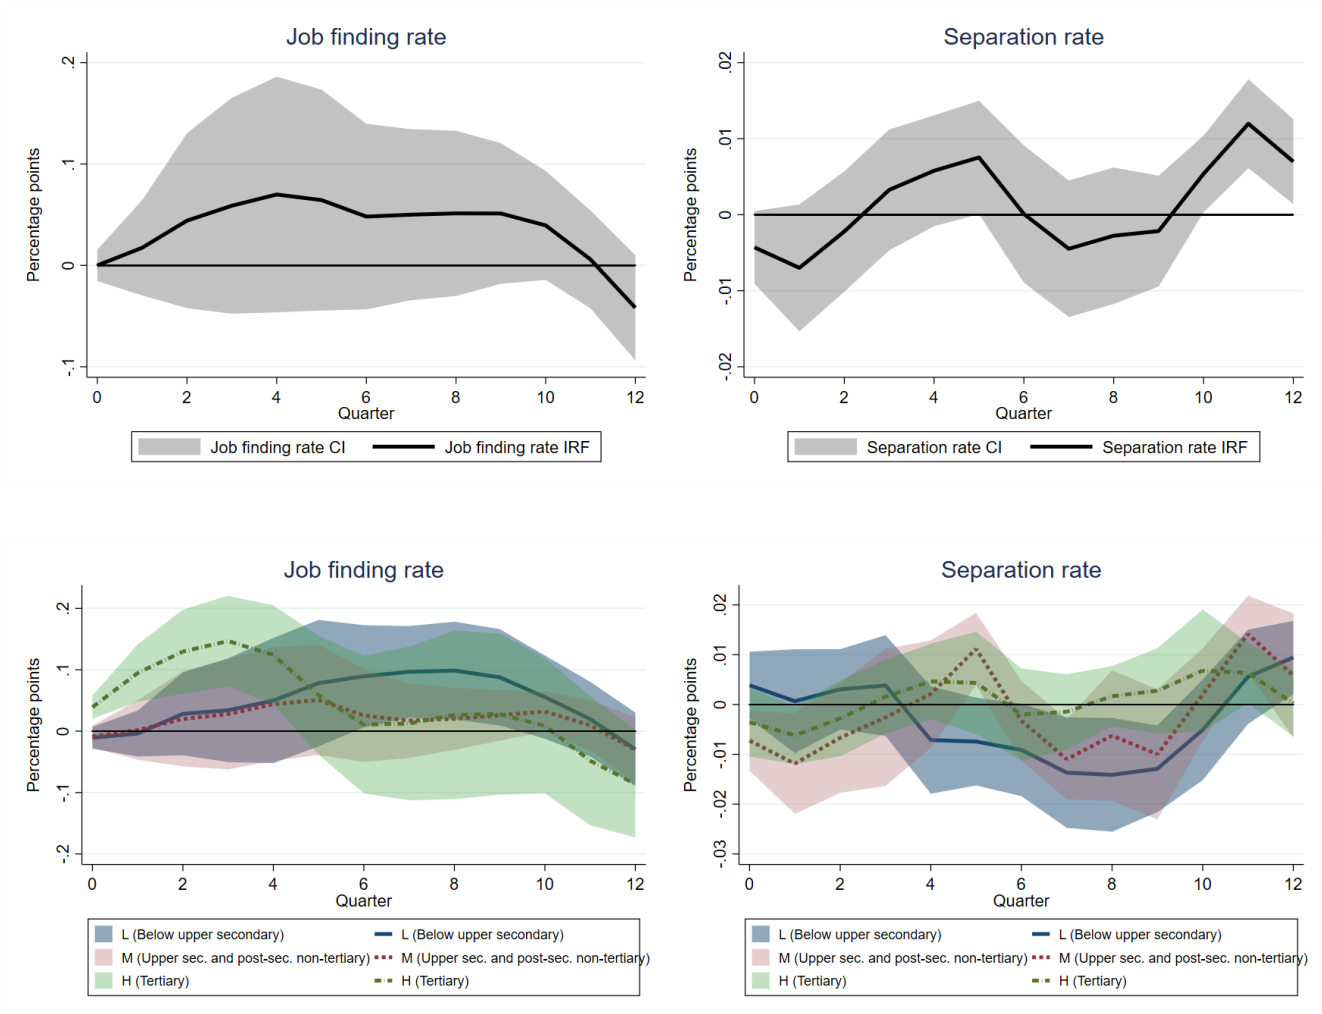 Job finding rate
Percentage points
.2
.1
0
-.1
0 2 4 6 8 10 12
Quarter
Job finding rate CI Job finding rate IRF
Separation rate
Percentage points
.02
.01
0
-.01
-.02
0 2 4 6 8 10 12
Quarter
Separation rate CI Separation rate IRF
Job finding rate
Percentage points
.2
.1
0
-.1
-.2
0 2 4 6 8 10 12
Quarter
L (Below upper secondary) L (Below upper secondary)
M (Upper sec. and post-sec. non-tertiary) M (Upper sec. and post-sec. non-tertiary)
H (Tertiary) H (Tertiary)
Separation rate
Percentage points
.02
.01
0
-.01
-.02
-.03
0 2 4 6 8 10 12
Quarter
L (Below upper secondary) L (Below upper secondary)
M (Upper sec. and post-sec. non-tertiary) M (Upper sec. and post-sec. non-tertiary)
H (Tertiary) H (Tertiary)